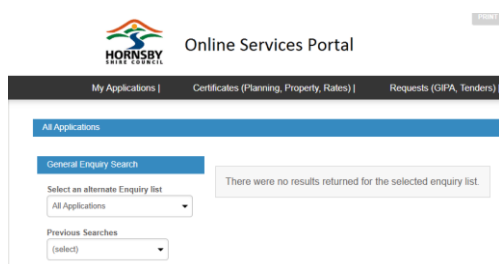 PRINT
HORNSBY
SHIRE COUNCIL
Online Services Portal
My Applications | Certificates (Planning, Property, Rates) | Requests (GIPA, Tenders) |
All Applications
General Enquiry Search
There were no results returned for the selected enquiry list.
Select an alternate Enquiry list
All Applications
Previous Searches
(select)